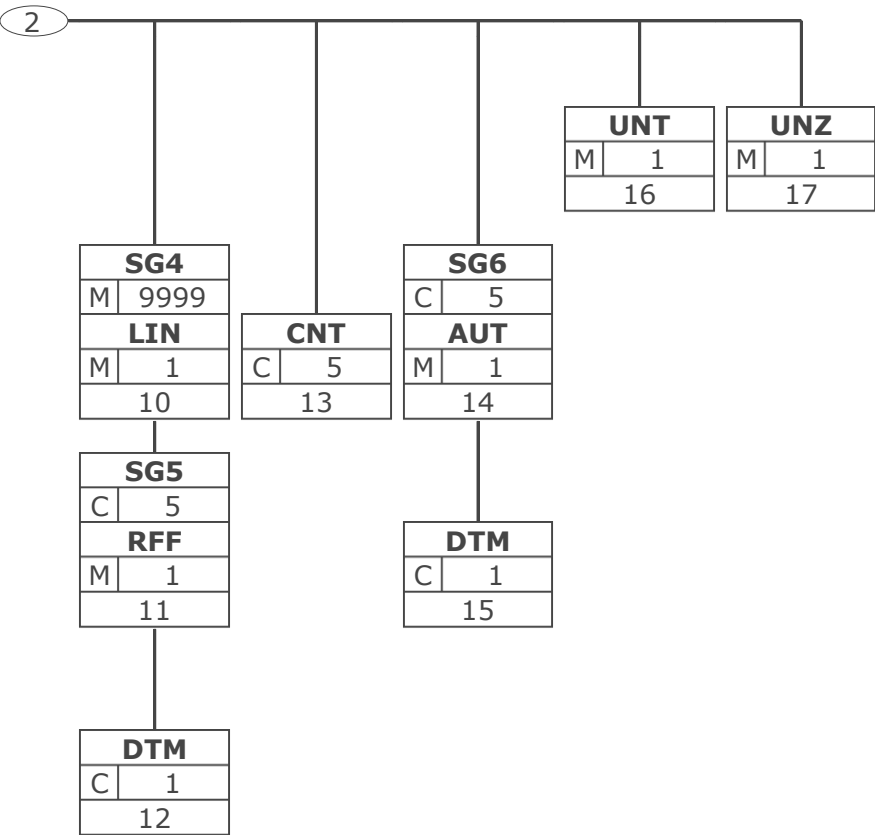 2
UNT
M 1
16
UNZ
M 1
17
SG4
M 9999
LIN
M 1
10
CNT
C 5
13
SG6
C 5
AUT
M 1
14
SG5
C 5
RFF
M 1
11
DTM
C 1
15
DTM
C 1
12